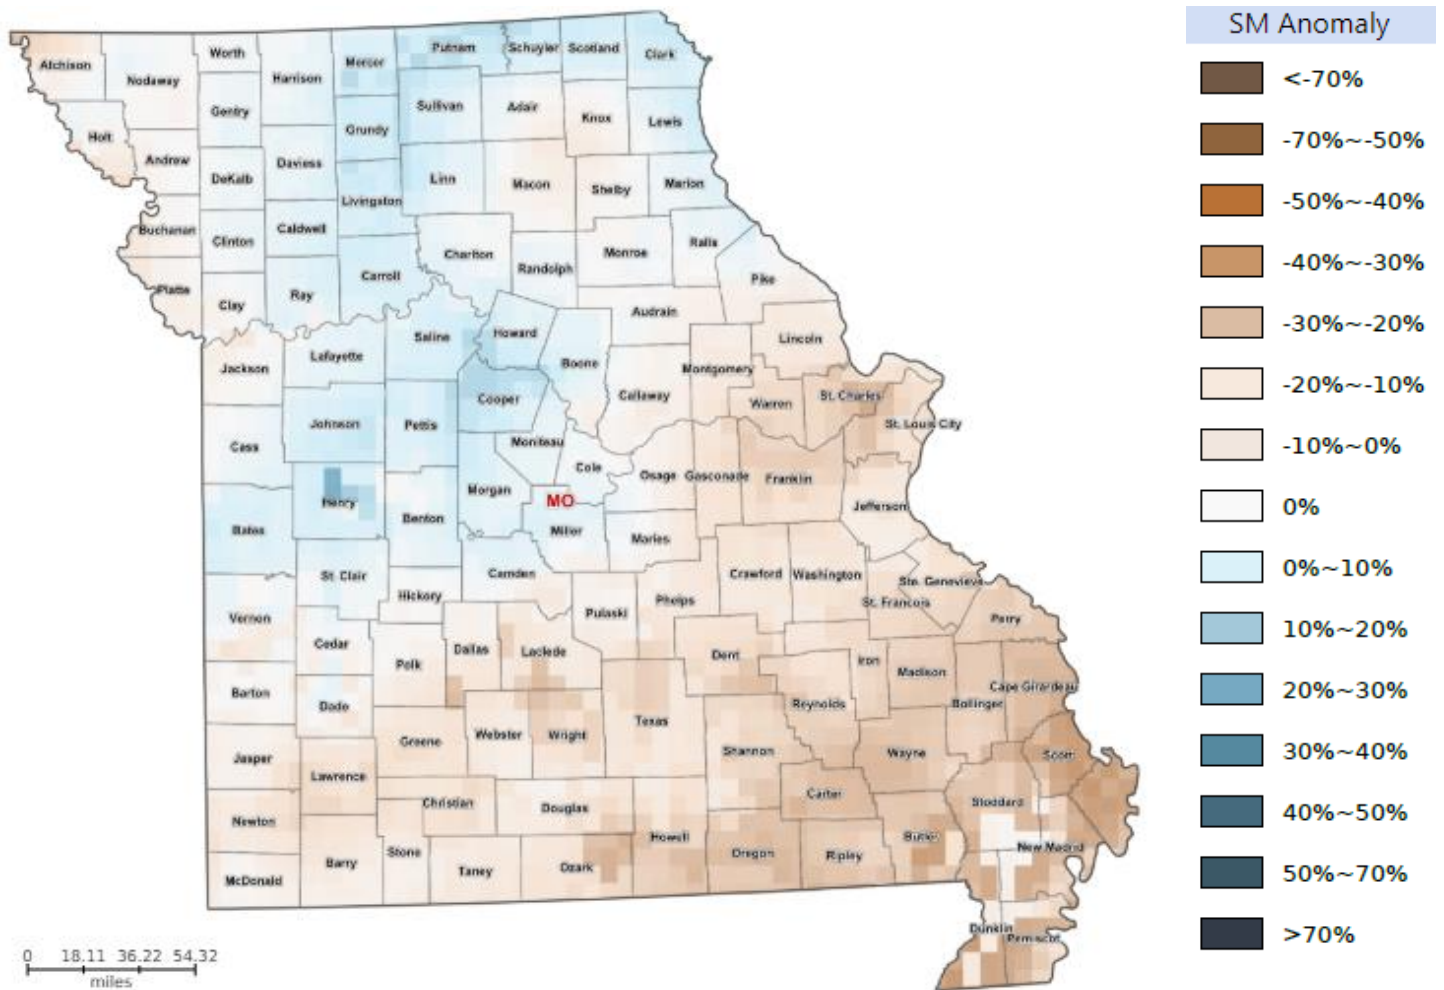 SM Anomaly
<-70%
-70%~-50%
-50%~-40%
-40%~-30%
-30%~-20%
-20%~-10%
-10%~0%
0%
0%~10%
10%~20%
20%~30%
30%~40%
40%~50%
50%~70%
>70%
Atchison
Nodaway
Worth
Harrison
Mercer
Putnam
Schuyler
Scotland
Clark
Gentry
Sullivan
Adair
Knox
Lewis
Holt
Grundy
Andrew
DeKalb
Daviess
Linn
Macon
Shelby
Marion
Livingston
Buchanan
Clinton
Caldwell
Chariton
Randolph
Monroe
Ralls
Pike
Platte
Clay
Ray
Carroll
Audrain
Saline
Howard
Lincoln
Jackson
Lafayette
Boone
Montgomery
Callaway
Warren
St. Charles
Cooper
Johnson
Pettis
St. Louis City
Cass
Moniteau
Cole
Osage
Gasconade
Franklin
Henry
Morgan
MO
Jefferson
Bates
Benton
Miller
Maries
St. Clair
Camden
Crawford
Washington
Ste. Genevieve
Hickory
Pulaski
Phelps
St. Francois
Vernon
Perry
Cedar
Polk
Dallas
Laclede
Dent
Iron
Madison
Cape Girardeau
Barton
Dade
Reynolds
Bollinger
Texas
Greene
Webster
Wright
Shannon
Wayne
Scott
Jasper
Lawrence
Christian
Douglas
Carter
Stoddard
Newton
Howell
Butler
New Madrid
McDonald
Barry
Stone
Taney
Ozark
Oregon
Ripley
Dunklin
Pemiscot
0 18.11 36.22 54.32
miles